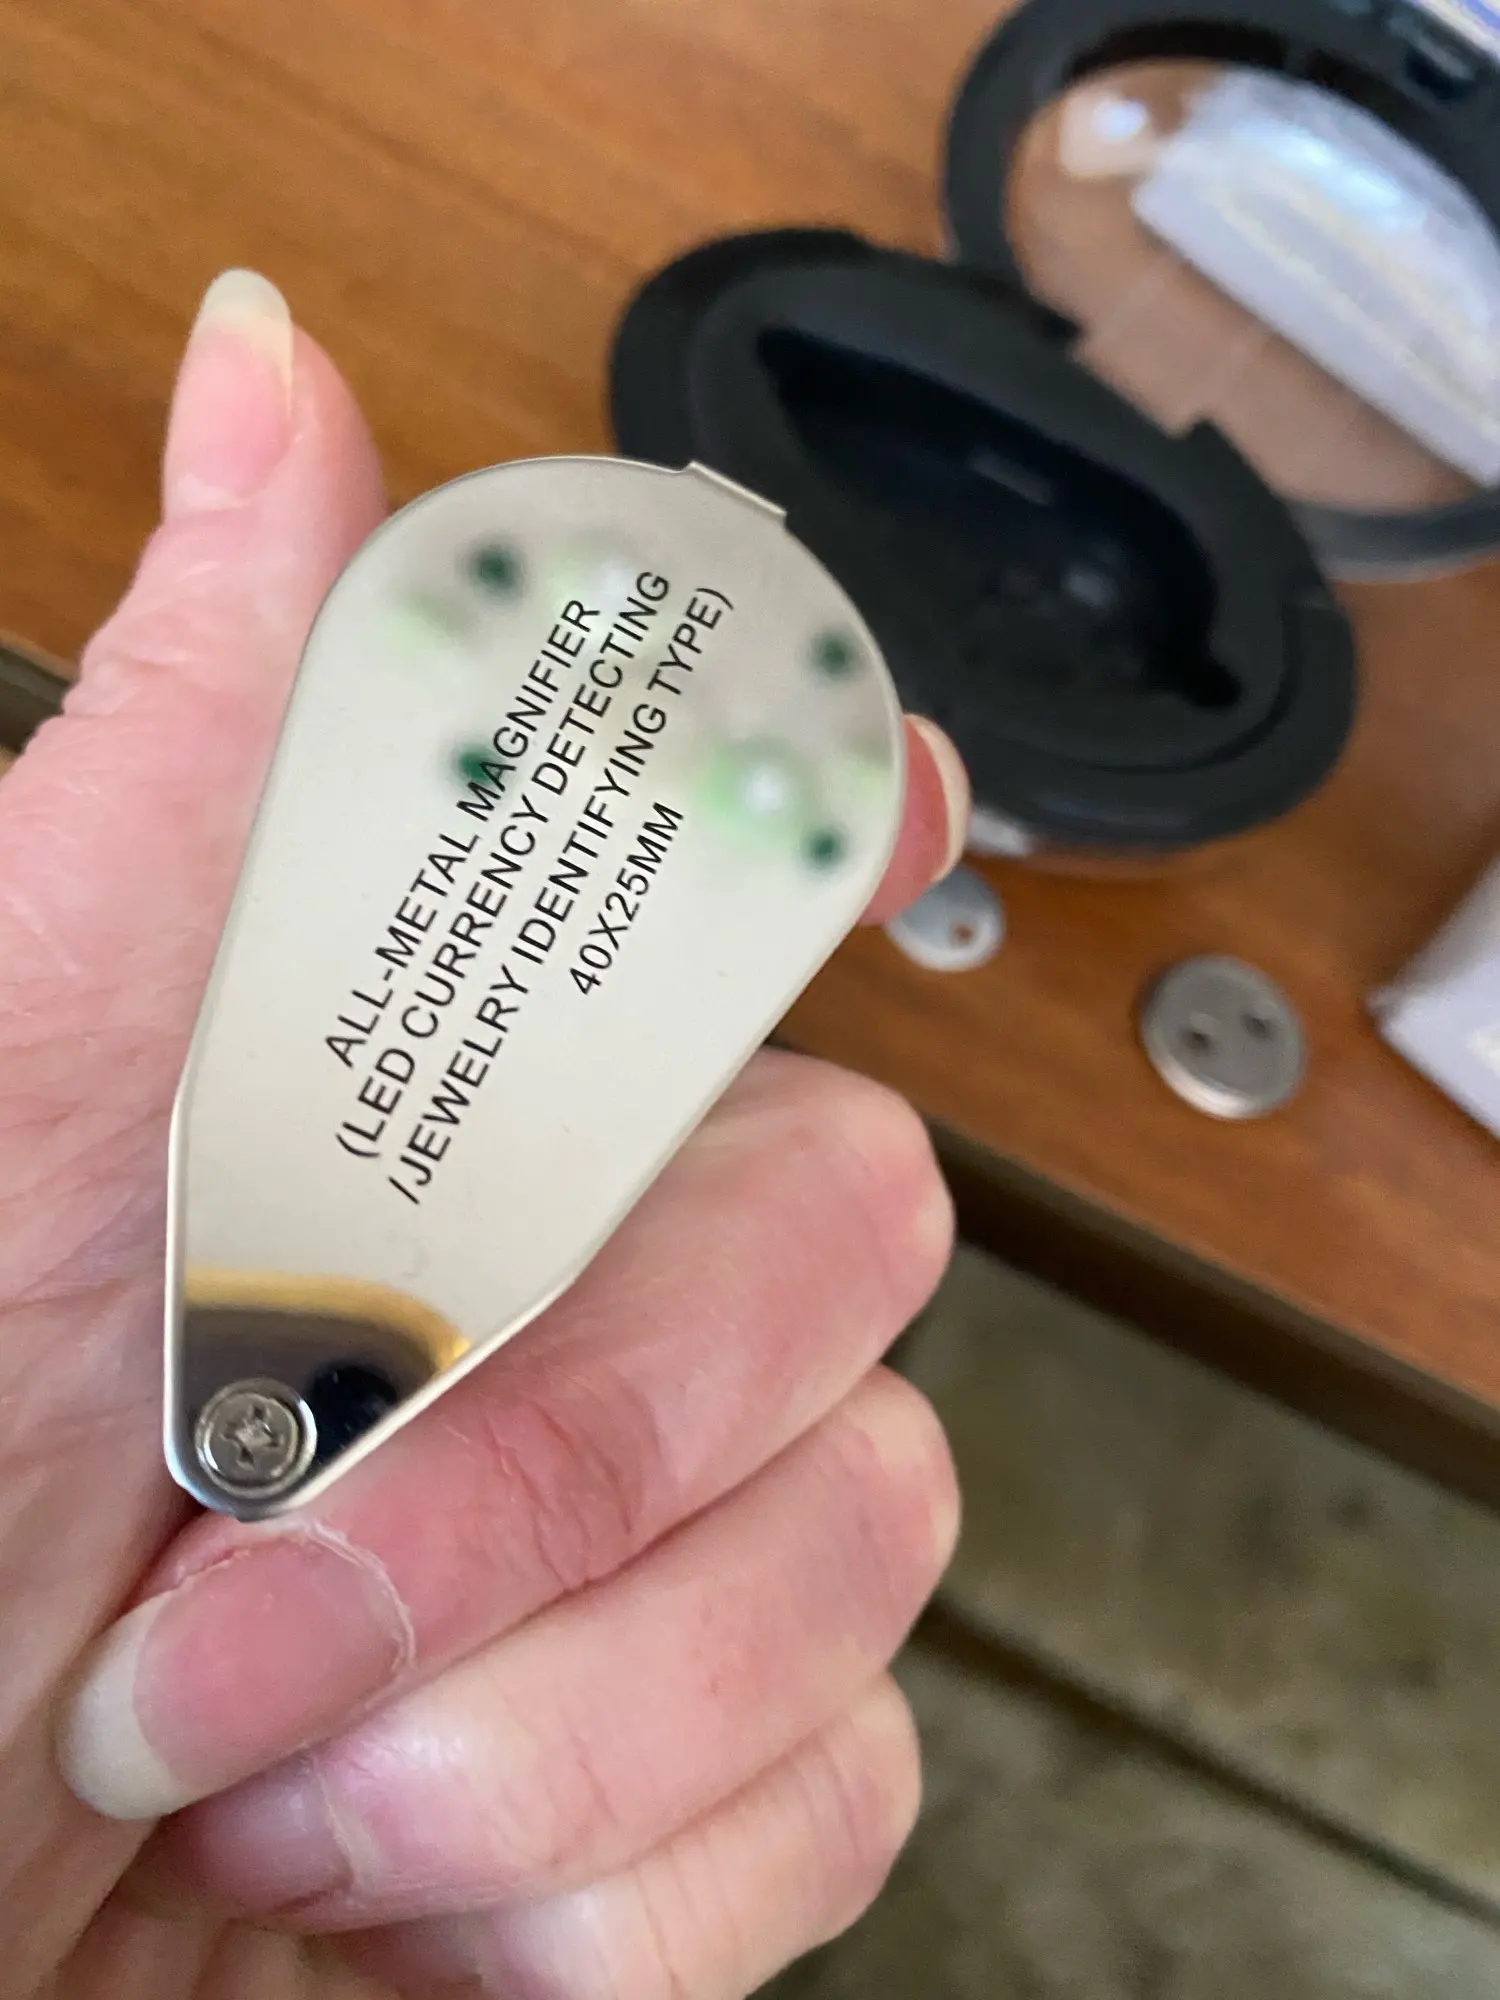 ALL-METAL MAGNIFIER
(LED CURRENCY DETECTING
/JEWELRY IDENTIFYING TYPE)
40X25MM